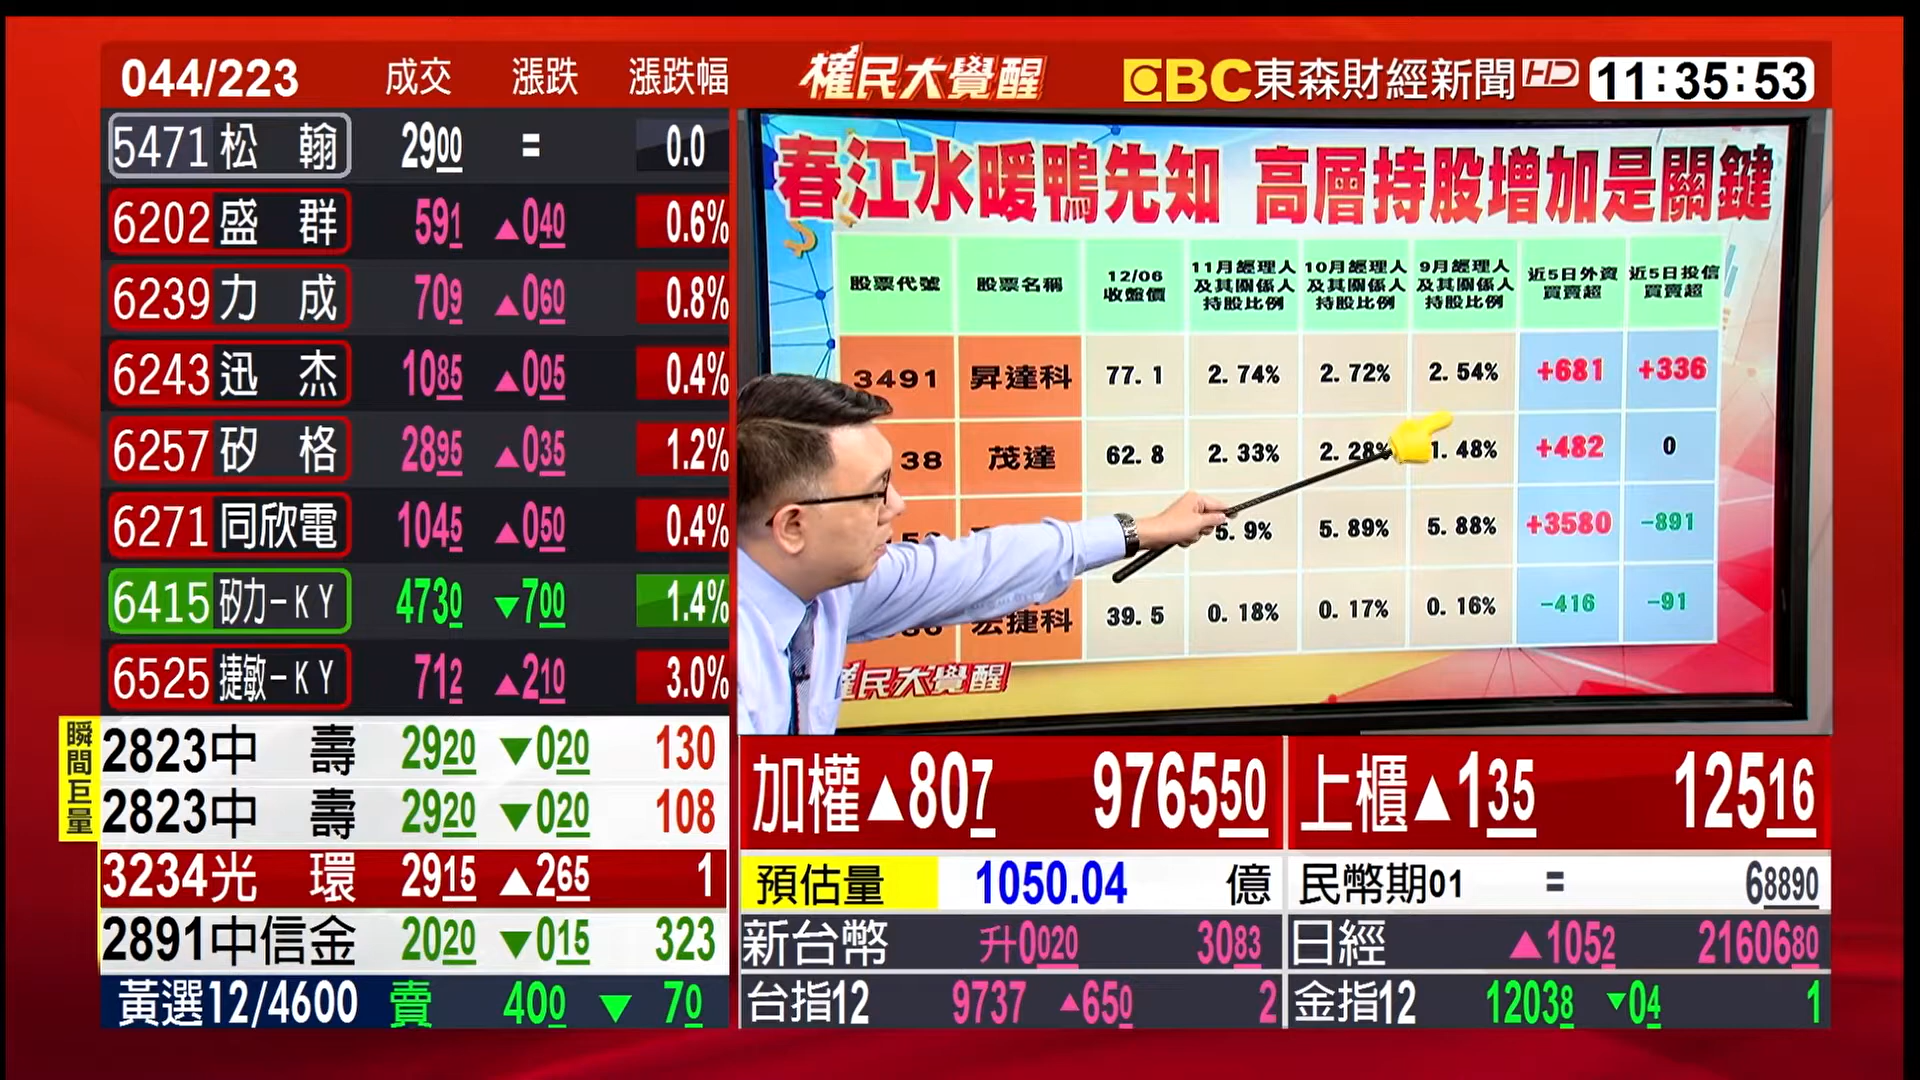 044/223 成交 漲跌 漲跌幅
權民大覺醒
EBC東森財經新聞HD
11:35:53
5471 松翰 2900 = 0.0
6202 盛群 591 ▲040 0.6%
6239 力成 709 ▲060 0.8%
6243 迅杰 1085 ▲005 0.4%
6257 矽格 2895 ▲035 1.2%
6271 同欣電 1045 ▲050 0.4%
6415 矽力-KY 4730 ▼700 1.4%
6525 捷敏-KY 712 ▲210 3.0%
瞬間巨量
2823中壽 2920 ▼020 130
2823中壽 2920 ▼020 108
3234光環 2915 ▲265 1
2891中信金 2020 ▼015 323
黃選12/4600 賣 400 ▼ 70
春江水暖鴨先知 高層持股增加是關鍵
股票代號 股票名稱 12/06收盤價 11月經理人及其關係人持股比例 10月經理人及其關係人持股比例 9月經理人及其關係人持股比例 近5日外資買賣超 近5日投信買賣超
3491 昇達科 77.1 2.74% 2.72% 2.54% +681 +336
38 茂達 62.8 2.33% 2.28% 1.48% +482 0
5.9% 5.89% 5.88% +3580 -891
宏捷科 39.5 0.18% 0.17% 0.16% -416 -91
權民大覺醒
加權▲807 976550
上櫃▲135 12516
預估量 1050.04 億
民幣期01 = 68890
新台幣 升0020 3083
日經 ▲1052 2160680
台指12 9737 ▲650 2
金指12 12038 ▼04 1